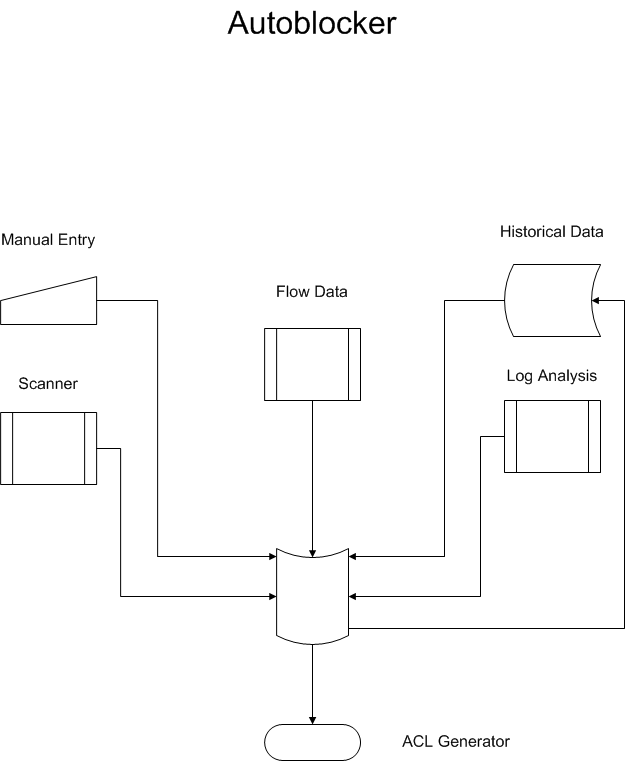 Autoblocker
Manual Entry
Historical Data
Flow Data
Scanner
Log Analysis
ACL Generator